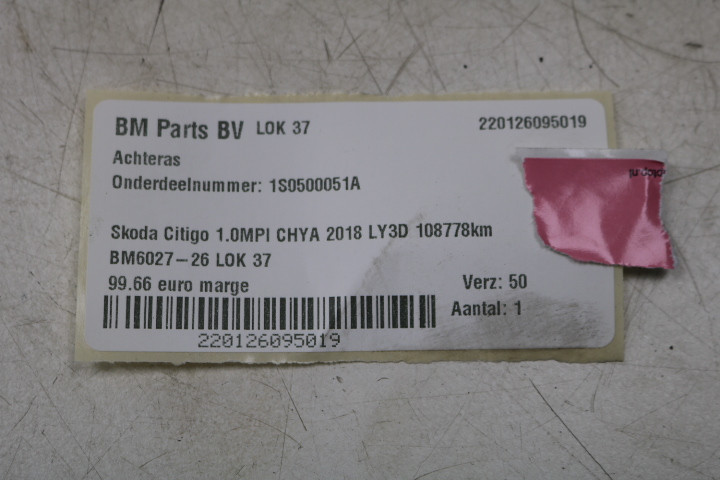 BM Parts BV LOK 37 220126095019
Achteras
Onderdeelnummer: 1S0500051A
Skoda Citigo 1.0MPI CHYA 2018 LY3D 108778km
BM6027-26 LOK 37
99.66 euro marge Verz: 50
Aantal: 1
220126095019